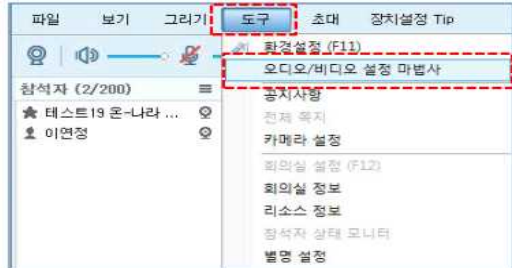 파일 보기 그리기 도구 초대 장치설정 Tip
환경설정 (F11)
오디오/비디오 설정 마법사
참석자 (2/200)
테스트19 온-나라 ...
이연정
공지사항
전체 쪽지
카메라 설정
회의실 설정 (F12)
회의실 정보
리소스 정보
참석자 상태 모니터
별명 설정